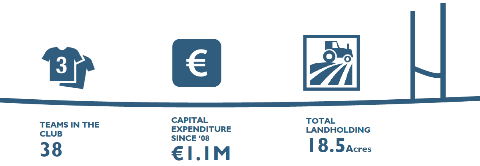 3
€
TEAMS IN THE
CLUB
38
CAPITAL
EXPENDITURE
SINCE '08
€1.1M
TOTAL
LANDHOLDING
18.5Acres